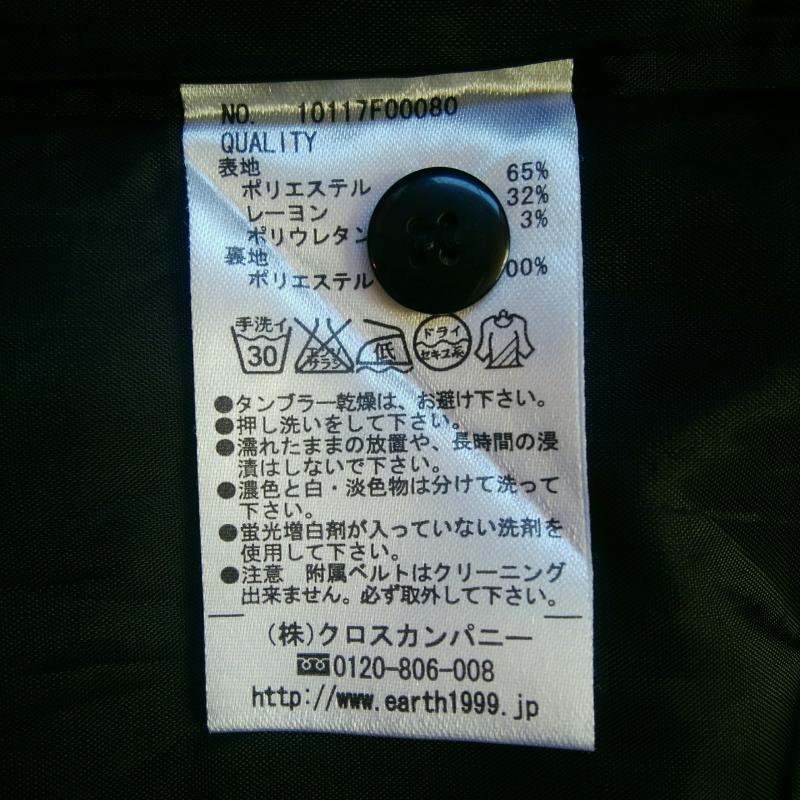 NO. 10117F00080
QUALITY
表地
ポリエステル 65%
レーヨン 32%
ポリウレタン 3%
裏地
ポリエステル 00%
手洗イ 30 エンソ サラシ 低 ドライ セキユ系
●タンブラー乾燥は、お避け下さい。
●押し洗いをして下さい。
●濡れたままの放置や、長時間の浸
漬はしないで下さい。
●濃色と白・淡色物は分けて洗って
下さい。
●蛍光増白剤が入っていない洗剤を
使用して下さい。
●注意 附属ベルトはクリーニング
出来ません。必ず取外して下さい。
(株)クロスカンパニー
0120-806-008
http://www.earth1999.jp